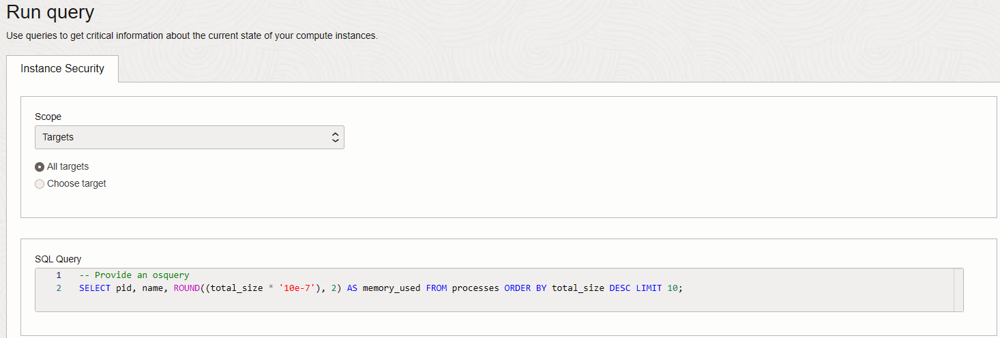 Run query
Use queries to get critical information about the current state of your compute instances.
Instance Security
Scope
Targets
All targets
Choose target
SQL Query
1 -- Provide an osquery
2 SELECT pid, name, ROUND((total_size * '10e-7'), 2) AS memory_used FROM processes ORDER BY total_size DESC LIMIT 10;